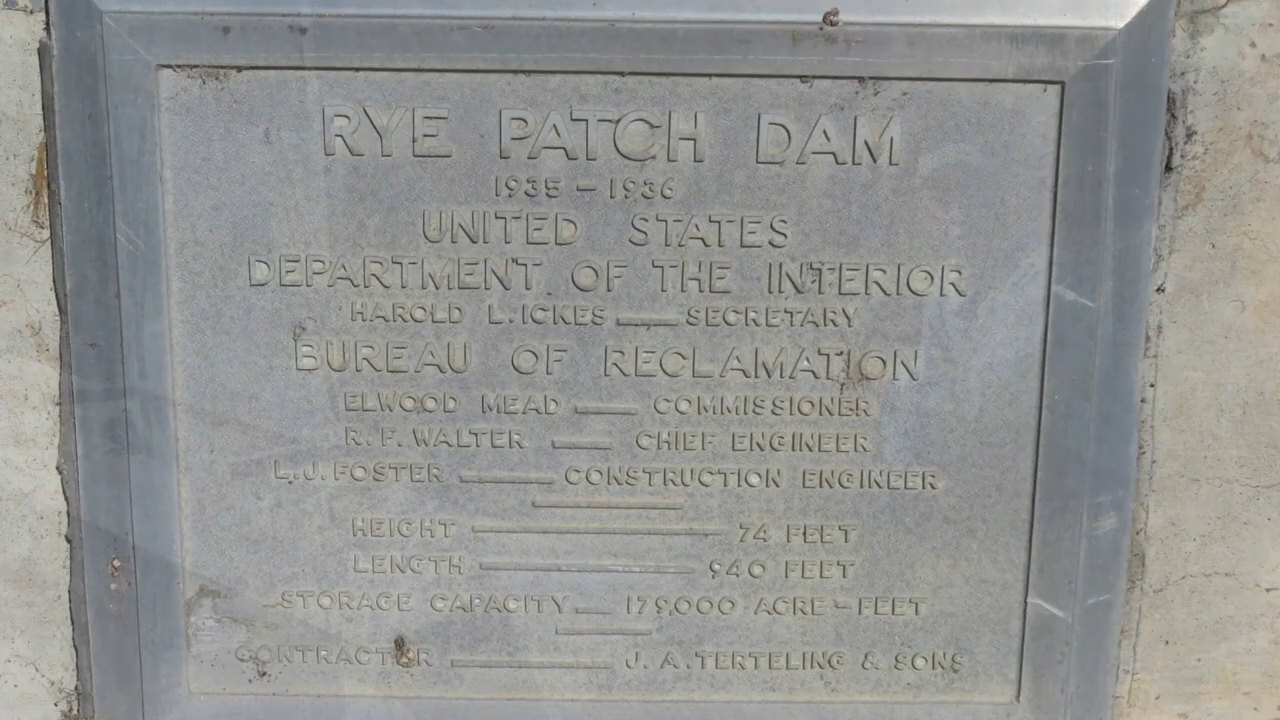 RYE PATCH DAM
1935 – 1936
UNITED STATES
DEPARTMENT OF THE INTERIOR
HAROLD L. ICKES — SECRETARY
BUREAU OF RECLAMATION
ELWOOD MEAD — COMMISSIONER
R. F. WALTER — CHIEF ENGINEER
L. J. FOSTER — CONSTRUCTION ENGINEER
HEIGHT — 74 FEET
LENGTH — 940 FEET
STORAGE CAPACITY — 179,000 ACRE-FEET
CONTRACTOR — J. A. TERTELING & SONS